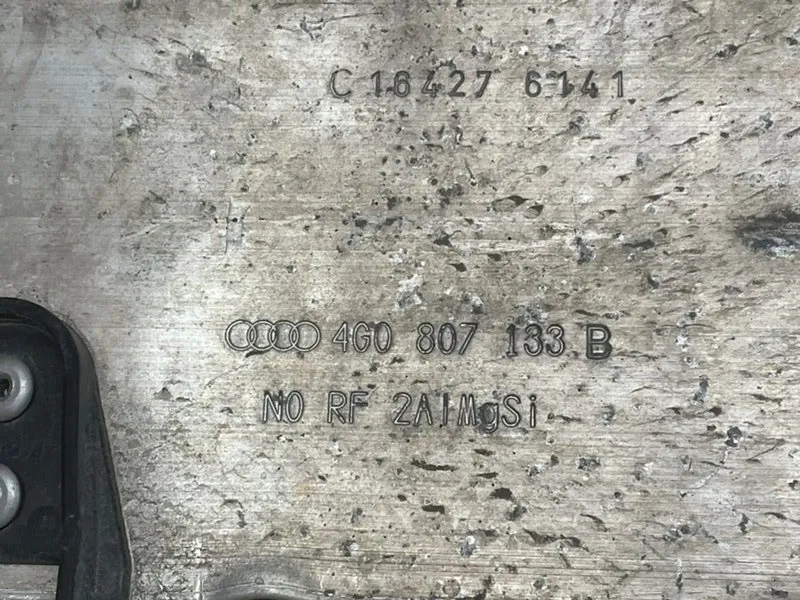 C 16427 6141
4G0 807 133 B
NO RF 2AlMgSi